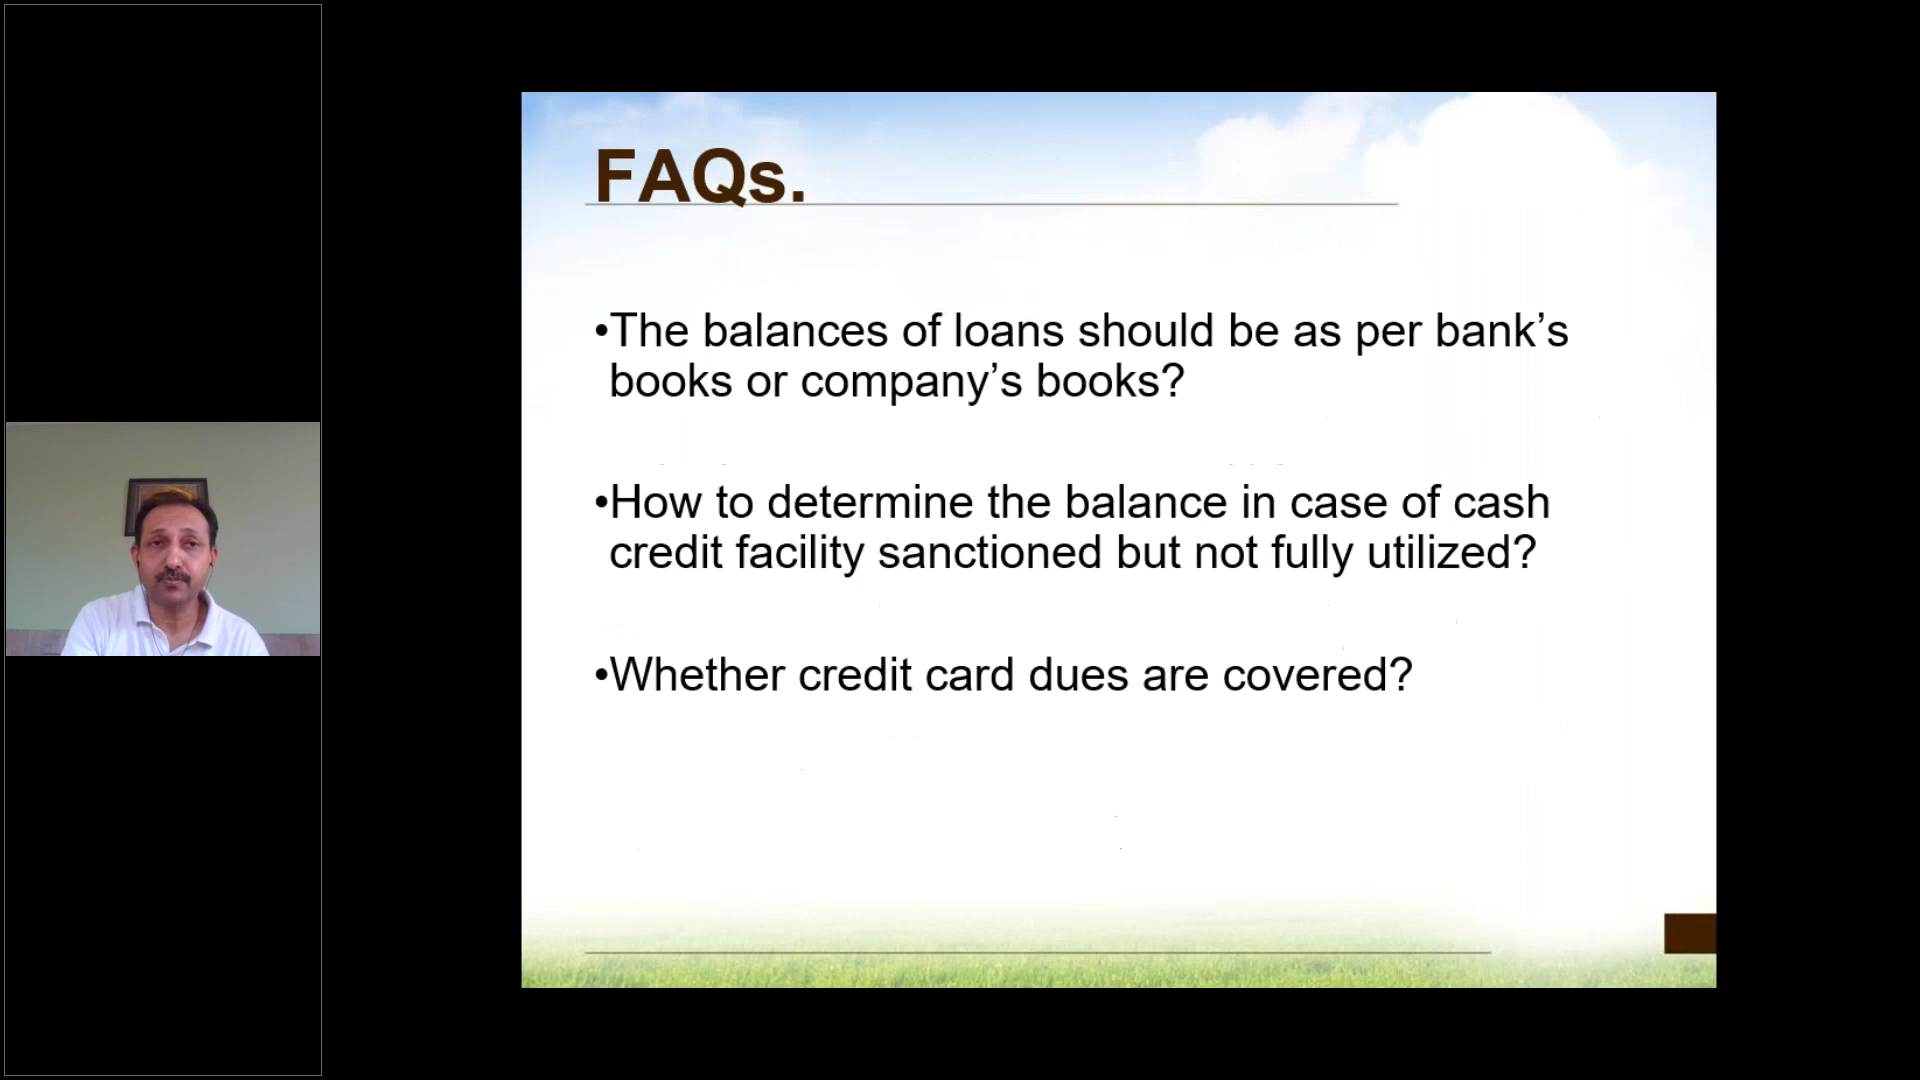 FAQs.
•The balances of loans should be as per bank’s
books or company’s books?
•How to determine the balance in case of cash
credit facility sanctioned but not fully utilized?
•Whether credit card dues are covered?